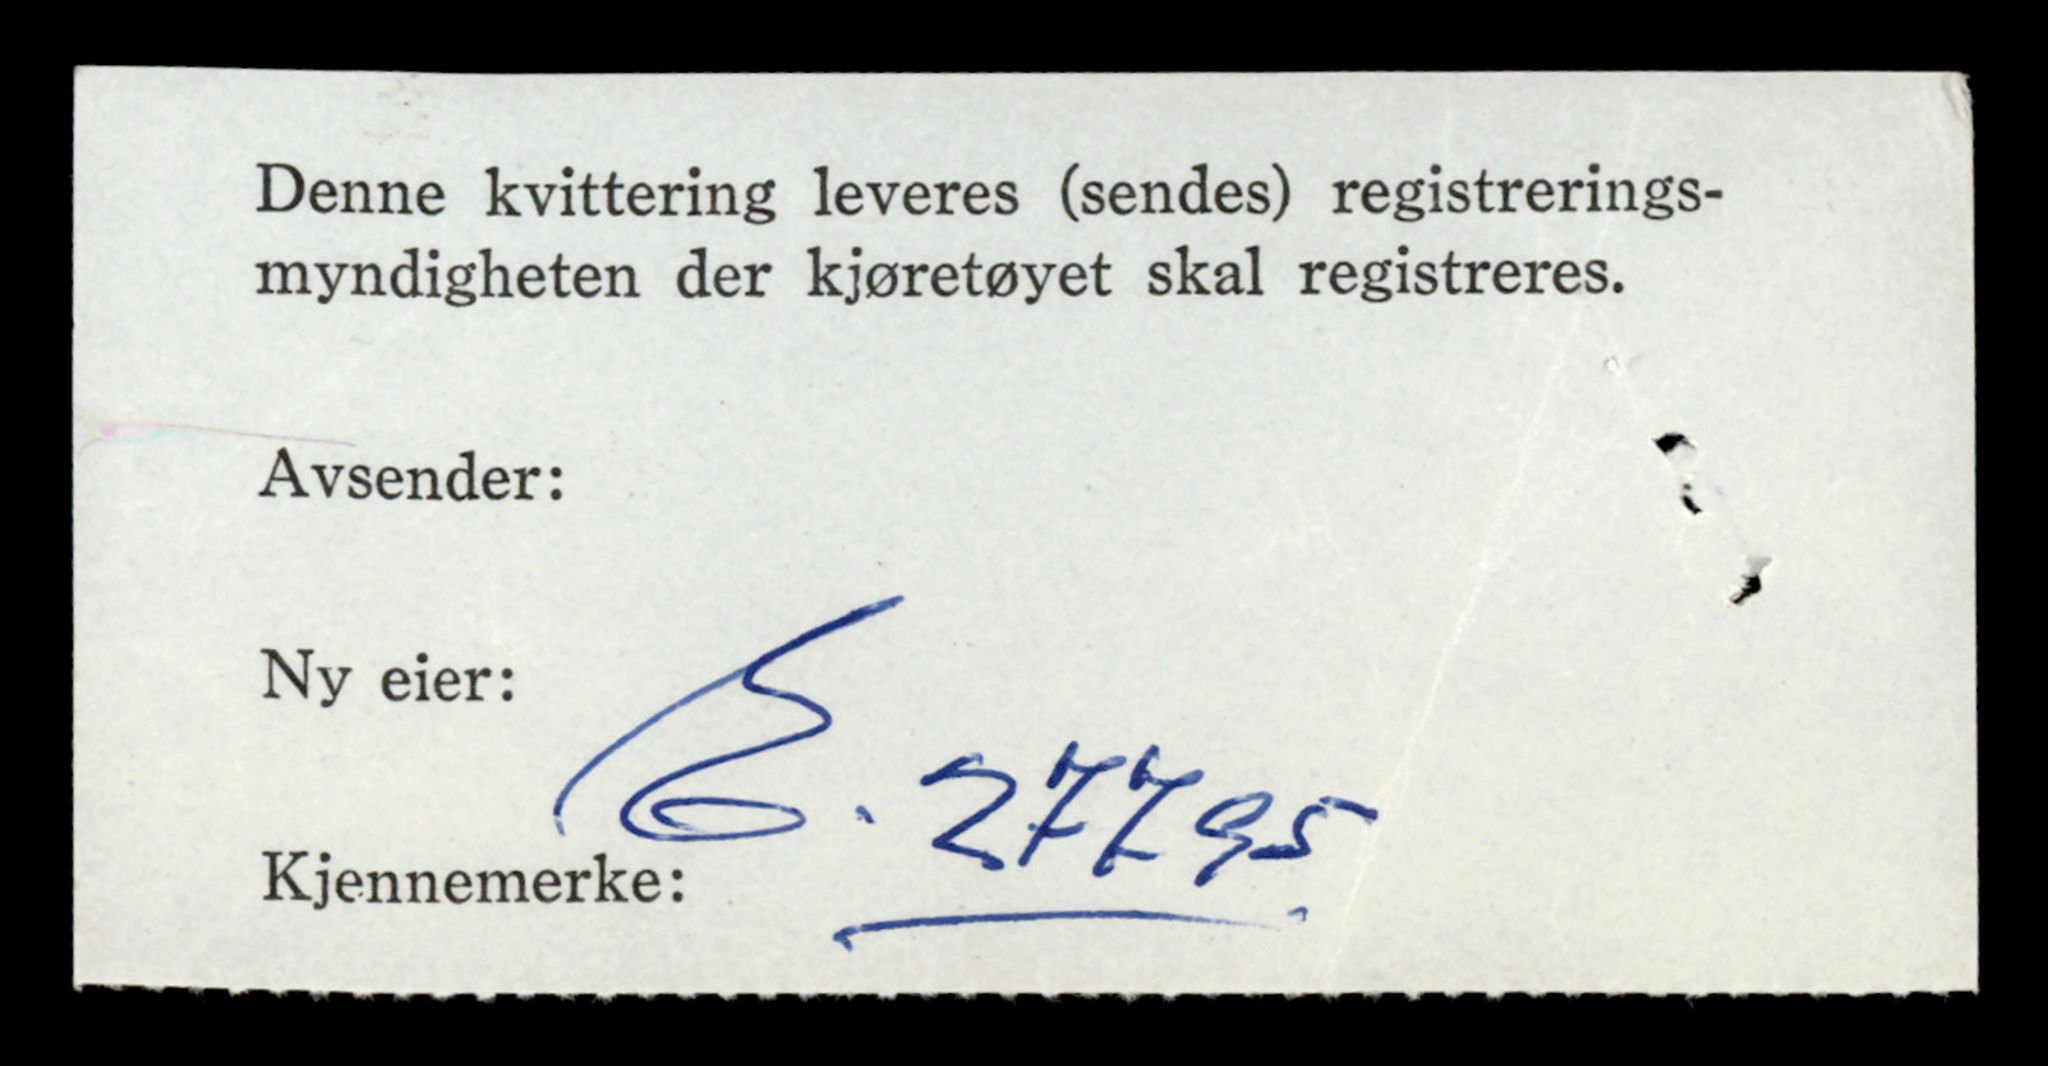 Denne kvittering leveres (sendes) registrerings-
myndigheten der kjøretøyet skal registreres.
Avsender:
Ny eier:
Kjennemerke: E. 27795